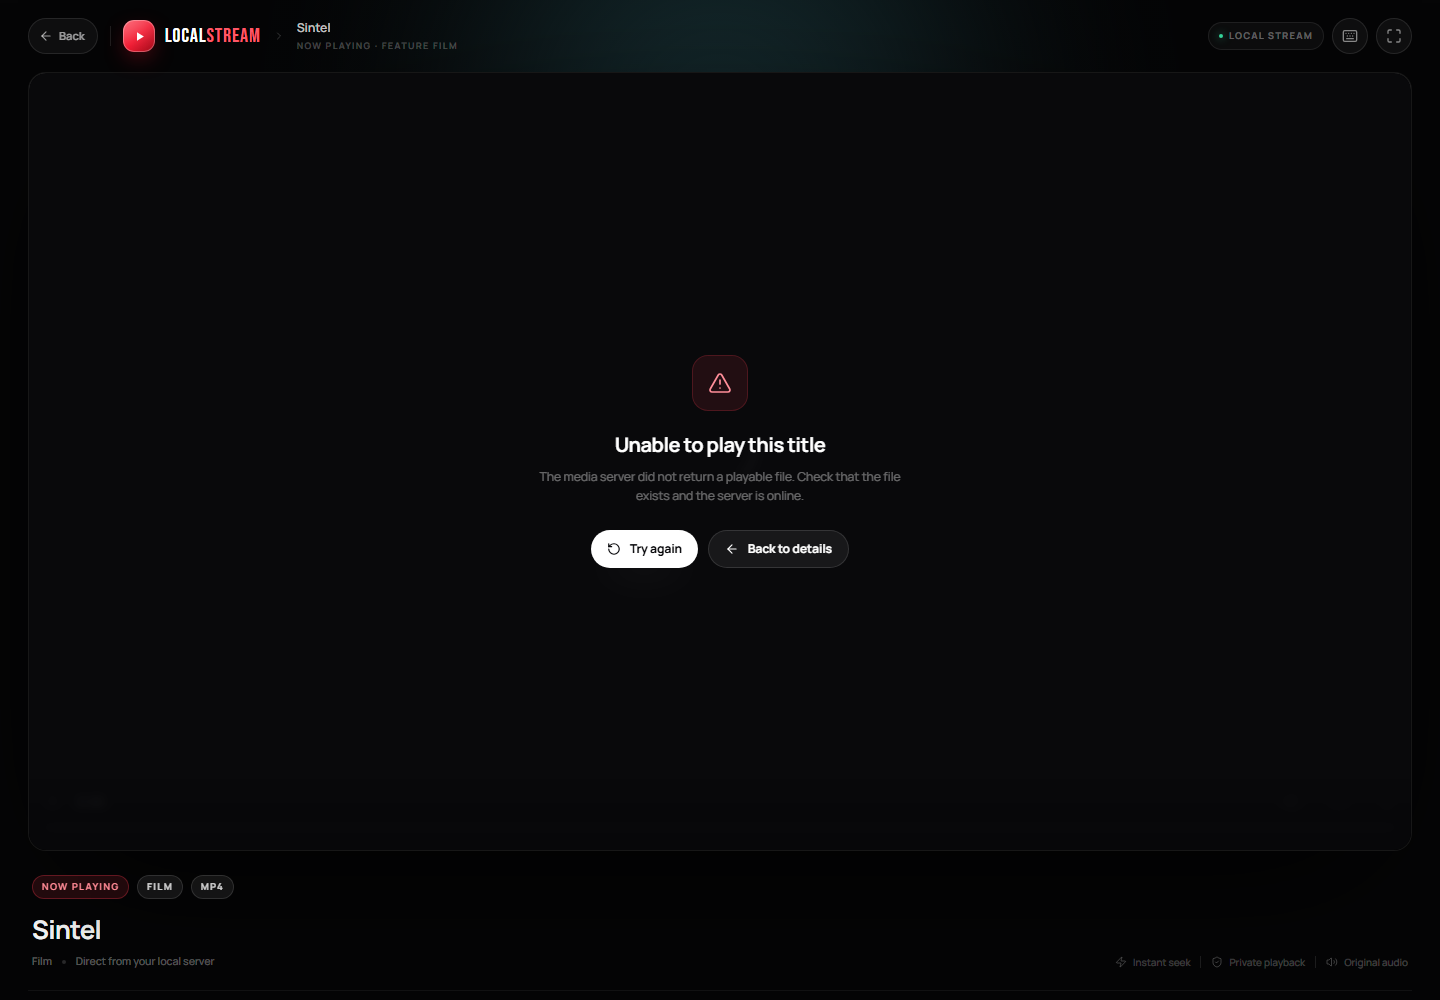 Back
LOCALSTREAM
Sintel
NOW PLAYING · FEATURE FILM
LOCAL STREAM
Unable to play this title
The media server did not return a playable file. Check that the file
exists and the server is online.
Try again
Back to details
NOW PLAYING
FILM
MP4
Sintel
Film • Direct from your local server
Instant seek
Private playback
Original audio